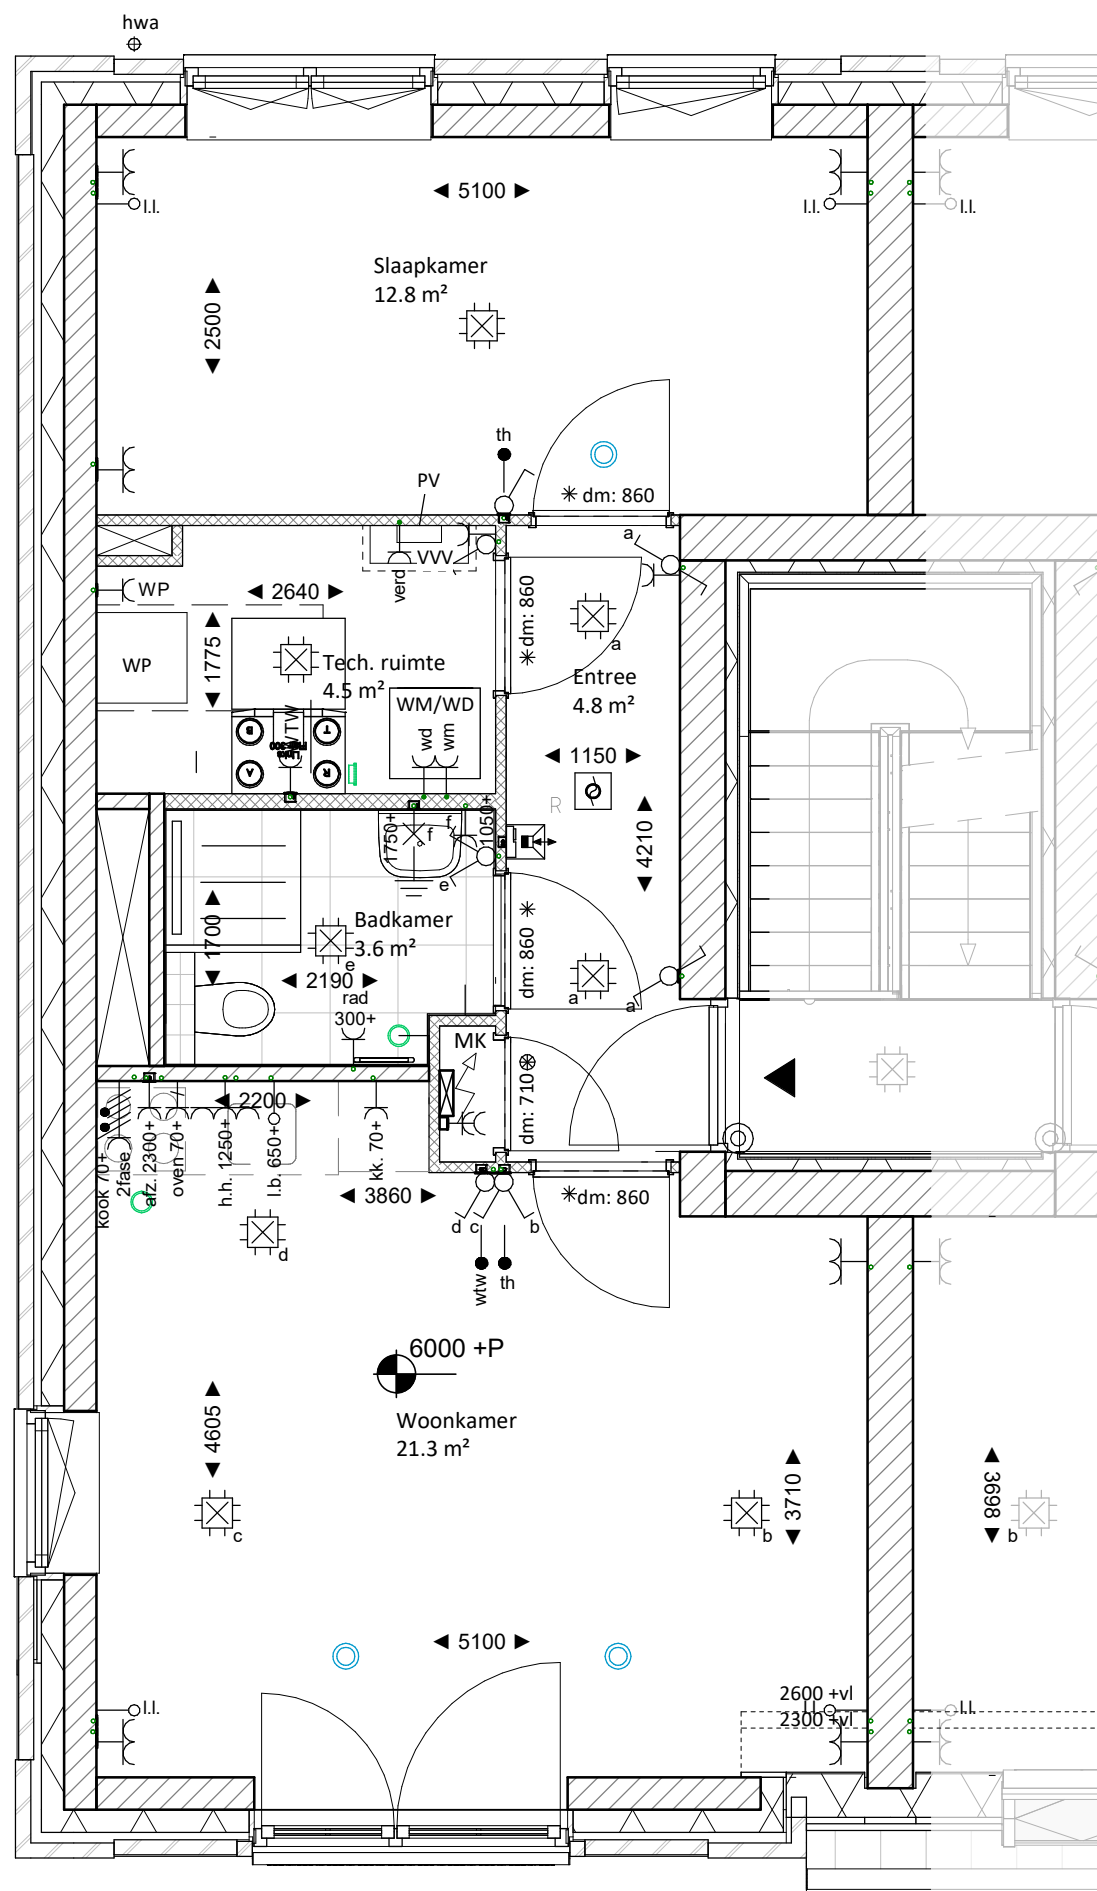 hwa
5100
l.l.
l.l.
l.l.
Slaapkamer
12.8 m²
2500
th
PV
dm: 860
VVV
verd
a
WP
2640
dm: 860
a
1775
WP
Tech. ruimte
4.5 m²
Entree
4.8 m²
WM/WD
WTW
wd
wm
B
T
A
R
1150
R
1750+
f
f
1050+
4210
e
Badkamer
3.6 m²
1700
e
2190
dm: 860
a
a
rad
300+
MK
dm: 710
2200
kook 70+
2fase
afz. 2300+
oven 70+
h.h. 1250+
l.b. 650+
kk. 70+
3860
dm: 860
d
c
b
d
wtw
th
6000 +P
Woonkamer
21.3 m²
4605
3710
3698
c
b
b
5100
2600 +vl
l.l.
l.l.
l.l.
2300 +vl